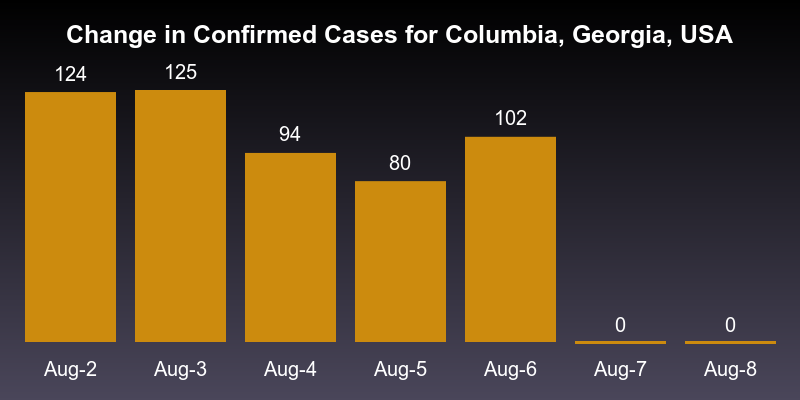 Change in Confirmed Cases for Columbia, Georgia, USA
124 125 94 80 102 0 0
Aug-2 Aug-3 Aug-4 Aug-5 Aug-6 Aug-7 Aug-8